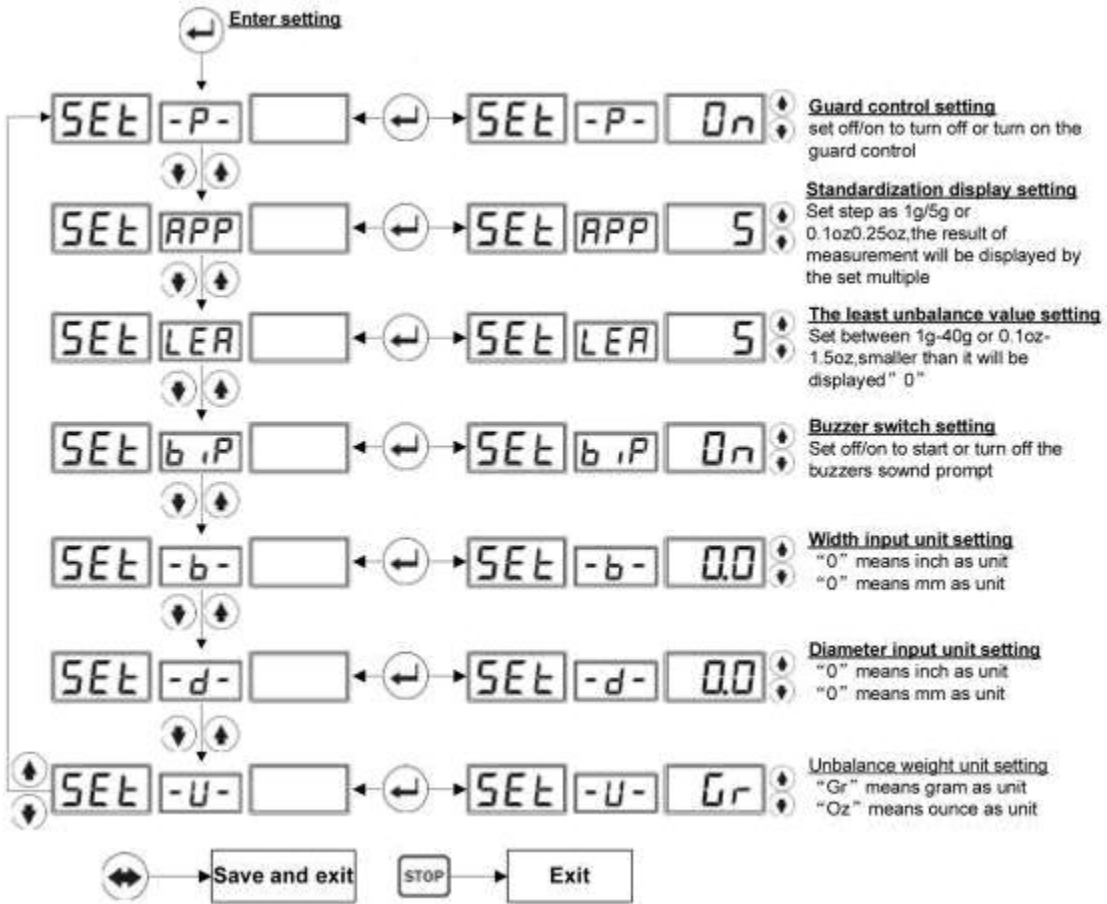 Enter setting
SEt -P- SEt -P- On
Guard control setting
set off/on to turn off or turn on the
guard control
SEt APP SEt APP 5
Standardization display setting
Set step as 1g/5g or
0.1oz0.25oz,the result of
measurement will be displayed by
the set multiple
SEt LEA SEt LEA 5
The least unbalance value setting
Set between 1g-40g or 0.1oz-
1.5oz,smaller than it will be
displayed" 0"
SEt biP SEt biP On
Buzzer switch setting
Set off/on to start or turn off the
buzzers sownd prompt
SEt -b- SEt -b- 0.0
Width input unit setting
"0" means inch as unit
"0" means mm as unit
SEt -d- SEt -d- 0.0
Diameter input unit setting
"0" means inch as unit
"0" means mm as unit
SEt -U- SEt -U- Gr
Unbalance weight unit setting
"Gr" means gram as unit
"Oz" means ounce as unit
Save and exit
STOP
Exit